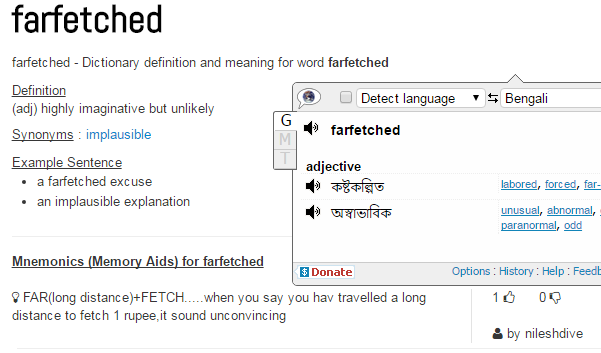 farfetched
farfetched - Dictionary definition and meaning for word farfetched
Definition
(adj) highly imaginative but unlikely
Synonyms : implausible
Example Sentence
• a farfetched excuse
• an implausible explanation
Mnemonics (Memory Aids) for farfetched
FAR(long distance)+FETCH.....when you say you hav travelled a long
distance to fetch 1 rupee,it sound unconvincing
1 0
by nileshdive
Detect language Bengali
G
M
T
farfetched
adjective
কষ্টকল্পিত labored, forced, far-
অস্বাভাবিক unusual, abnormal,
paranormal, odd
Donate Options : History : Help : Feedb